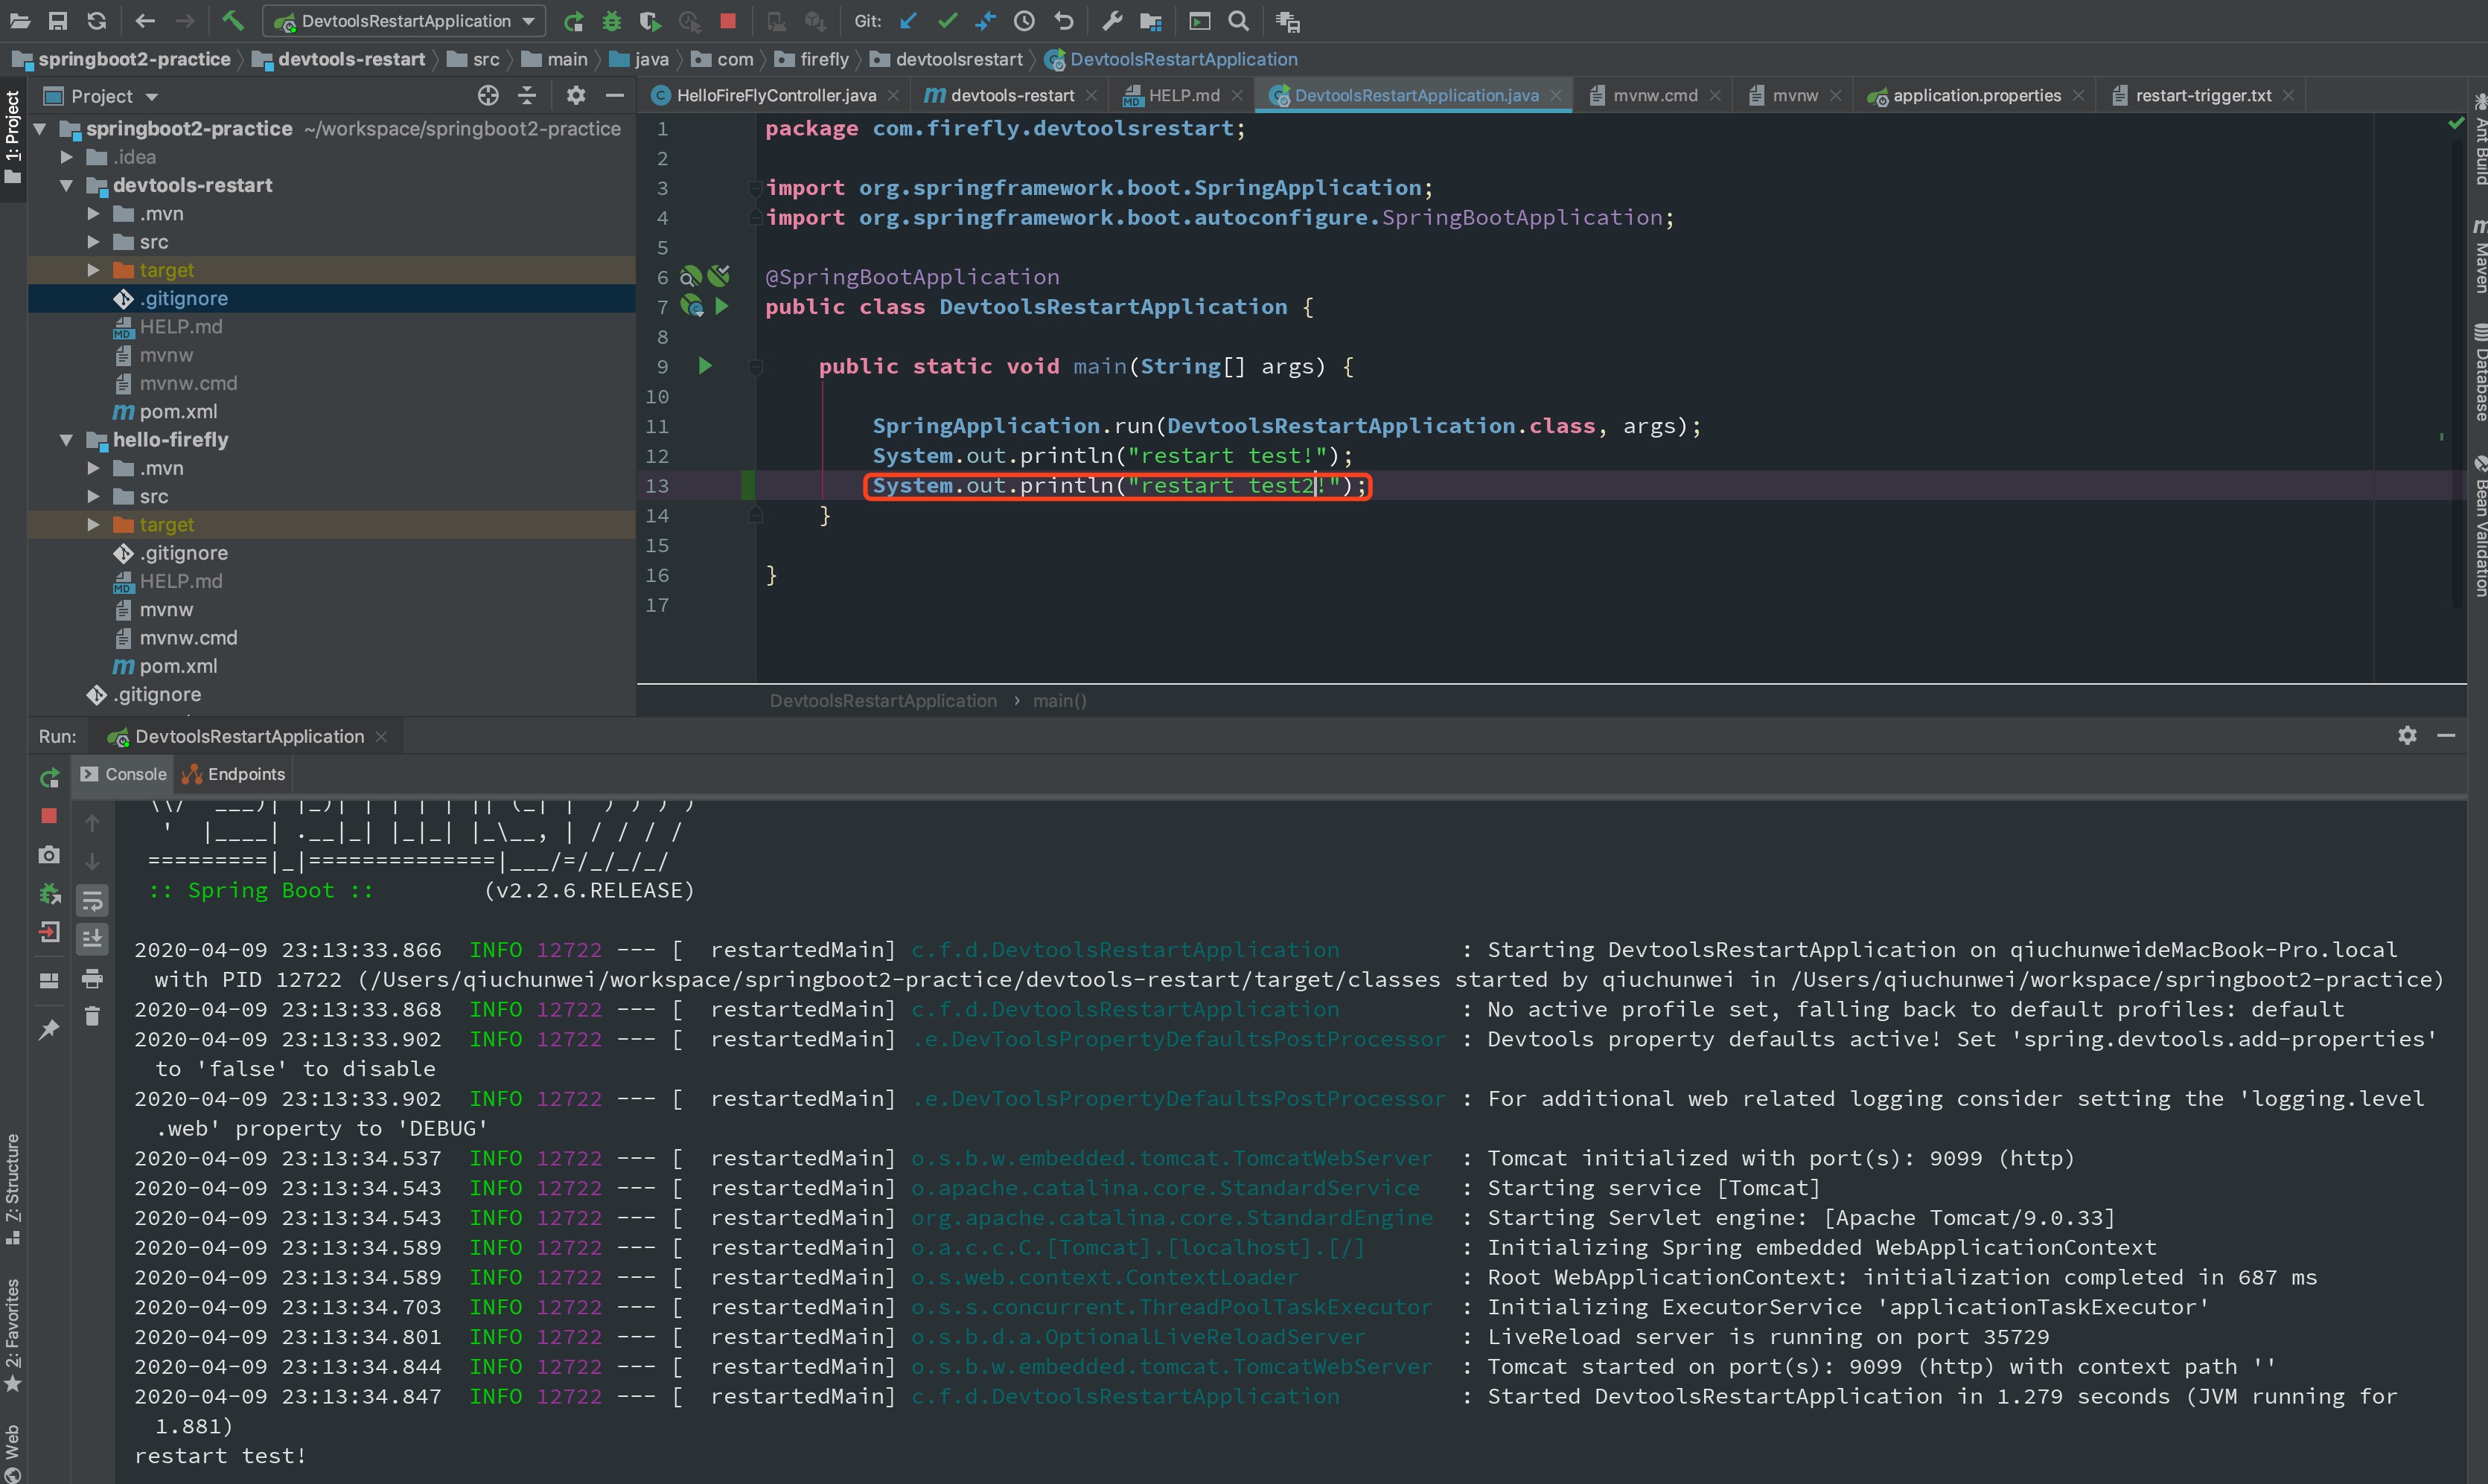 DevtoolsRestartApplication
Git:
springboot2-practice
devtools-restart
src
main
java
com
firefly
devtoolsrestart
DevtoolsRestartApplication
1: Project
Project
HelloFireFlyController.java
devtools-restart
HELP.md
DevtoolsRestartApplication.java
mvnw.cmd
mvnw
application.properties
restart-trigger.txt
springboot2-practice ~/workspace/springboot2-practice
.idea
devtools-restart
.mvn
src
target
.gitignore
HELP.md
mvnw
mvnw.cmd
pom.xml
hello-firefly
.mvn
src
target
.gitignore
HELP.md
mvnw
mvnw.cmd
pom.xml
.gitignore
1 package com.firefly.devtoolsrestart;
2
3 import org.springframework.boot.SpringApplication;
4 import org.springframework.boot.autoconfigure.SpringBootApplication;
5
6 @SpringBootApplication
7 public class DevtoolsRestartApplication {
8
9 public static void main(String[] args) {
10
11 SpringApplication.run(DevtoolsRestartApplication.class, args);
12 System.out.println("restart test!");
13 System.out.println("restart test2!");
14 }
15
16 }
17
DevtoolsRestartApplication › main()
Ant Build
Maven
Database
Bean Validation
Run: DevtoolsRestartApplication
Console Endpoints
\\/  ___)| |_)| | | | | || (_| |  ) ) ) )
'  |____| .__|_| |_|_| |_\__, | / / / /
=========|_|==============|___/=/_/_/_/
:: Spring Boot ::        (v2.2.6.RELEASE)
2020-04-09 23:13:33.866  INFO 12722 --- [  restartedMain] c.f.d.DevtoolsRestartApplication         : Starting DevtoolsRestartApplication on qiuchunweideMacBook-Pro.local
with PID 12722 (/Users/qiuchunwei/workspace/springboot2-practice/devtools-restart/target/classes started by qiuchunwei in /Users/qiuchunwei/workspace/springboot2-practice)
2020-04-09 23:13:33.868  INFO 12722 --- [  restartedMain] c.f.d.DevtoolsRestartApplication         : No active profile set, falling back to default profiles: default
2020-04-09 23:13:33.902  INFO 12722 --- [  restartedMain] .e.DevToolsPropertyDefaultsPostProcessor : Devtools property defaults active! Set 'spring.devtools.add-properties'
to 'false' to disable
2020-04-09 23:13:33.902  INFO 12722 --- [  restartedMain] .e.DevToolsPropertyDefaultsPostProcessor : For additional web related logging consider setting the 'logging.level
.web' property to 'DEBUG'
2020-04-09 23:13:34.537  INFO 12722 --- [  restartedMain] o.s.b.w.embedded.tomcat.TomcatWebServer  : Tomcat initialized with port(s): 9099 (http)
2020-04-09 23:13:34.543  INFO 12722 --- [  restartedMain] o.apache.catalina.core.StandardService   : Starting service [Tomcat]
2020-04-09 23:13:34.543  INFO 12722 --- [  restartedMain] org.apache.catalina.core.StandardEngine  : Starting Servlet engine: [Apache Tomcat/9.0.33]
2020-04-09 23:13:34.589  INFO 12722 --- [  restartedMain] o.a.c.c.C.[Tomcat].[localhost].[/]       : Initializing Spring embedded WebApplicationContext
2020-04-09 23:13:34.589  INFO 12722 --- [  restartedMain] o.s.web.context.ContextLoader            : Root WebApplicationContext: initialization completed in 687 ms
2020-04-09 23:13:34.703  INFO 12722 --- [  restartedMain] o.s.s.concurrent.ThreadPoolTaskExecutor  : Initializing ExecutorService 'applicationTaskExecutor'
2020-04-09 23:13:34.801  INFO 12722 --- [  restartedMain] o.s.b.d.a.OptionalLiveReloadServer       : LiveReload server is running on port 35729
2020-04-09 23:13:34.844  INFO 12722 --- [  restartedMain] o.s.b.w.embedded.tomcat.TomcatWebServer  : Tomcat started on port(s): 9099 (http) with context path ''
2020-04-09 23:13:34.847  INFO 12722 --- [  restartedMain] c.f.d.DevtoolsRestartApplication         : Started DevtoolsRestartApplication in 1.279 seconds (JVM running for
1.881)
restart test!
Z: Structure
2: Favorites
Web